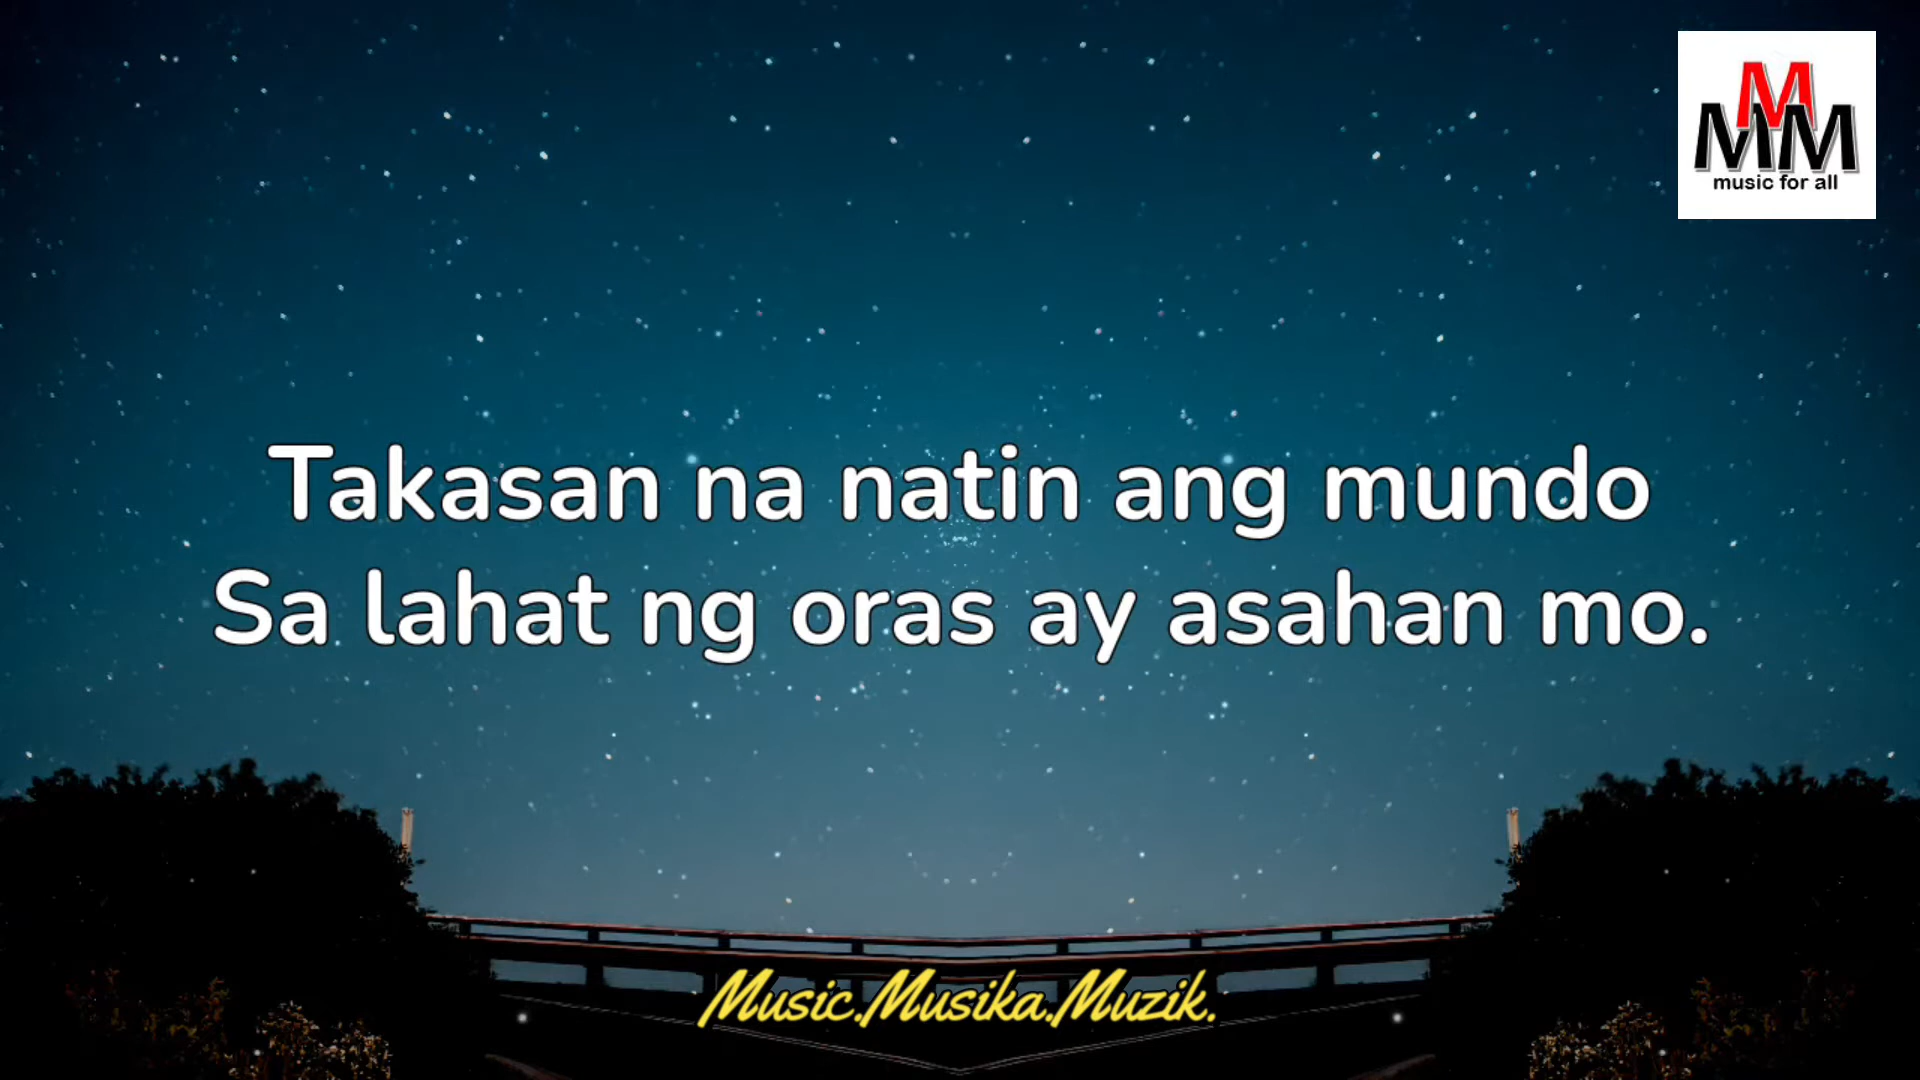 M
MMM
music for all
Takasan na natin ang mundo
Sa lahat ng oras ay asahan mo.
Music.Musika.Muzik.